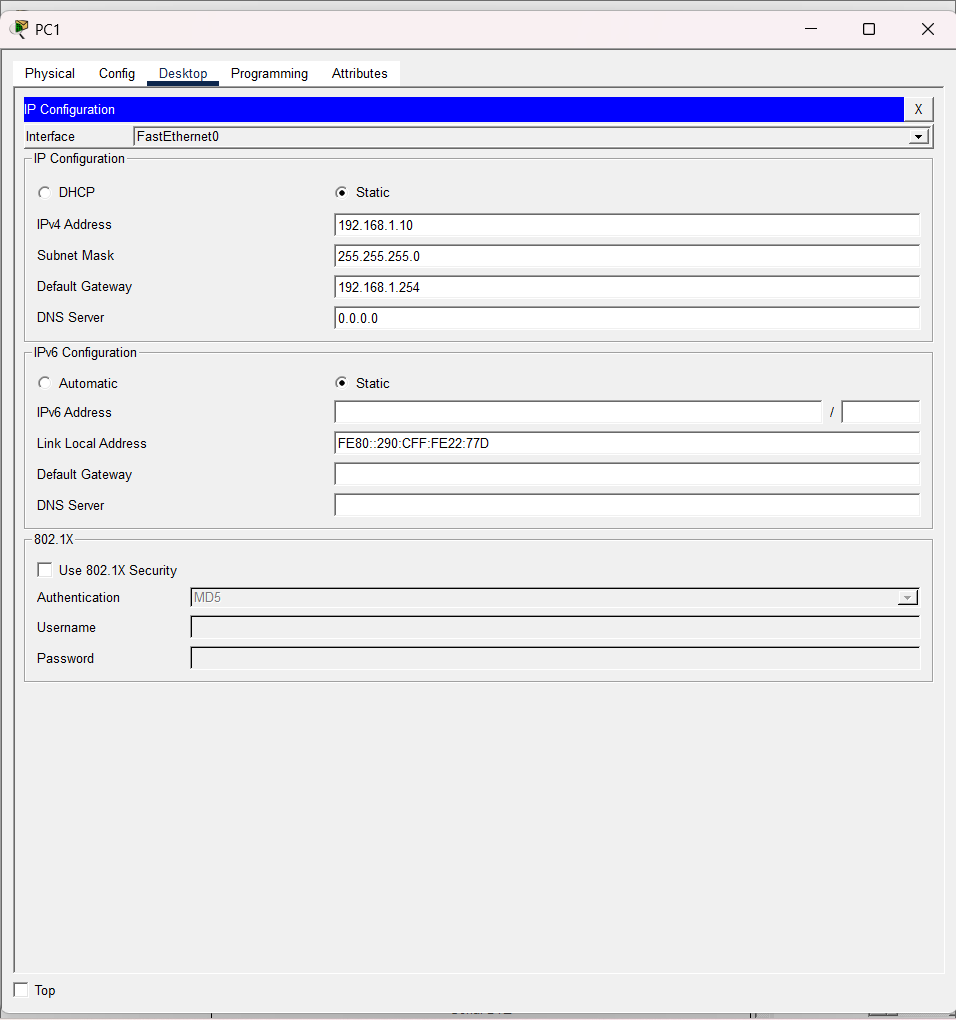 PC1
Physical Config Desktop Programming Attributes
IP Configuration X
Interface FastEthernet0
IP Configuration
DHCP Static
IPv4 Address 192.168.1.10
Subnet Mask 255.255.255.0
Default Gateway 192.168.1.254
DNS Server 0.0.0.0
IPv6 Configuration
Automatic Static
IPv6 Address /
Link Local Address FE80::290:CFF:FE22:77D
Default Gateway
DNS Server
802.1X
Use 802.1X Security
Authentication MD5
Username
Password
Top